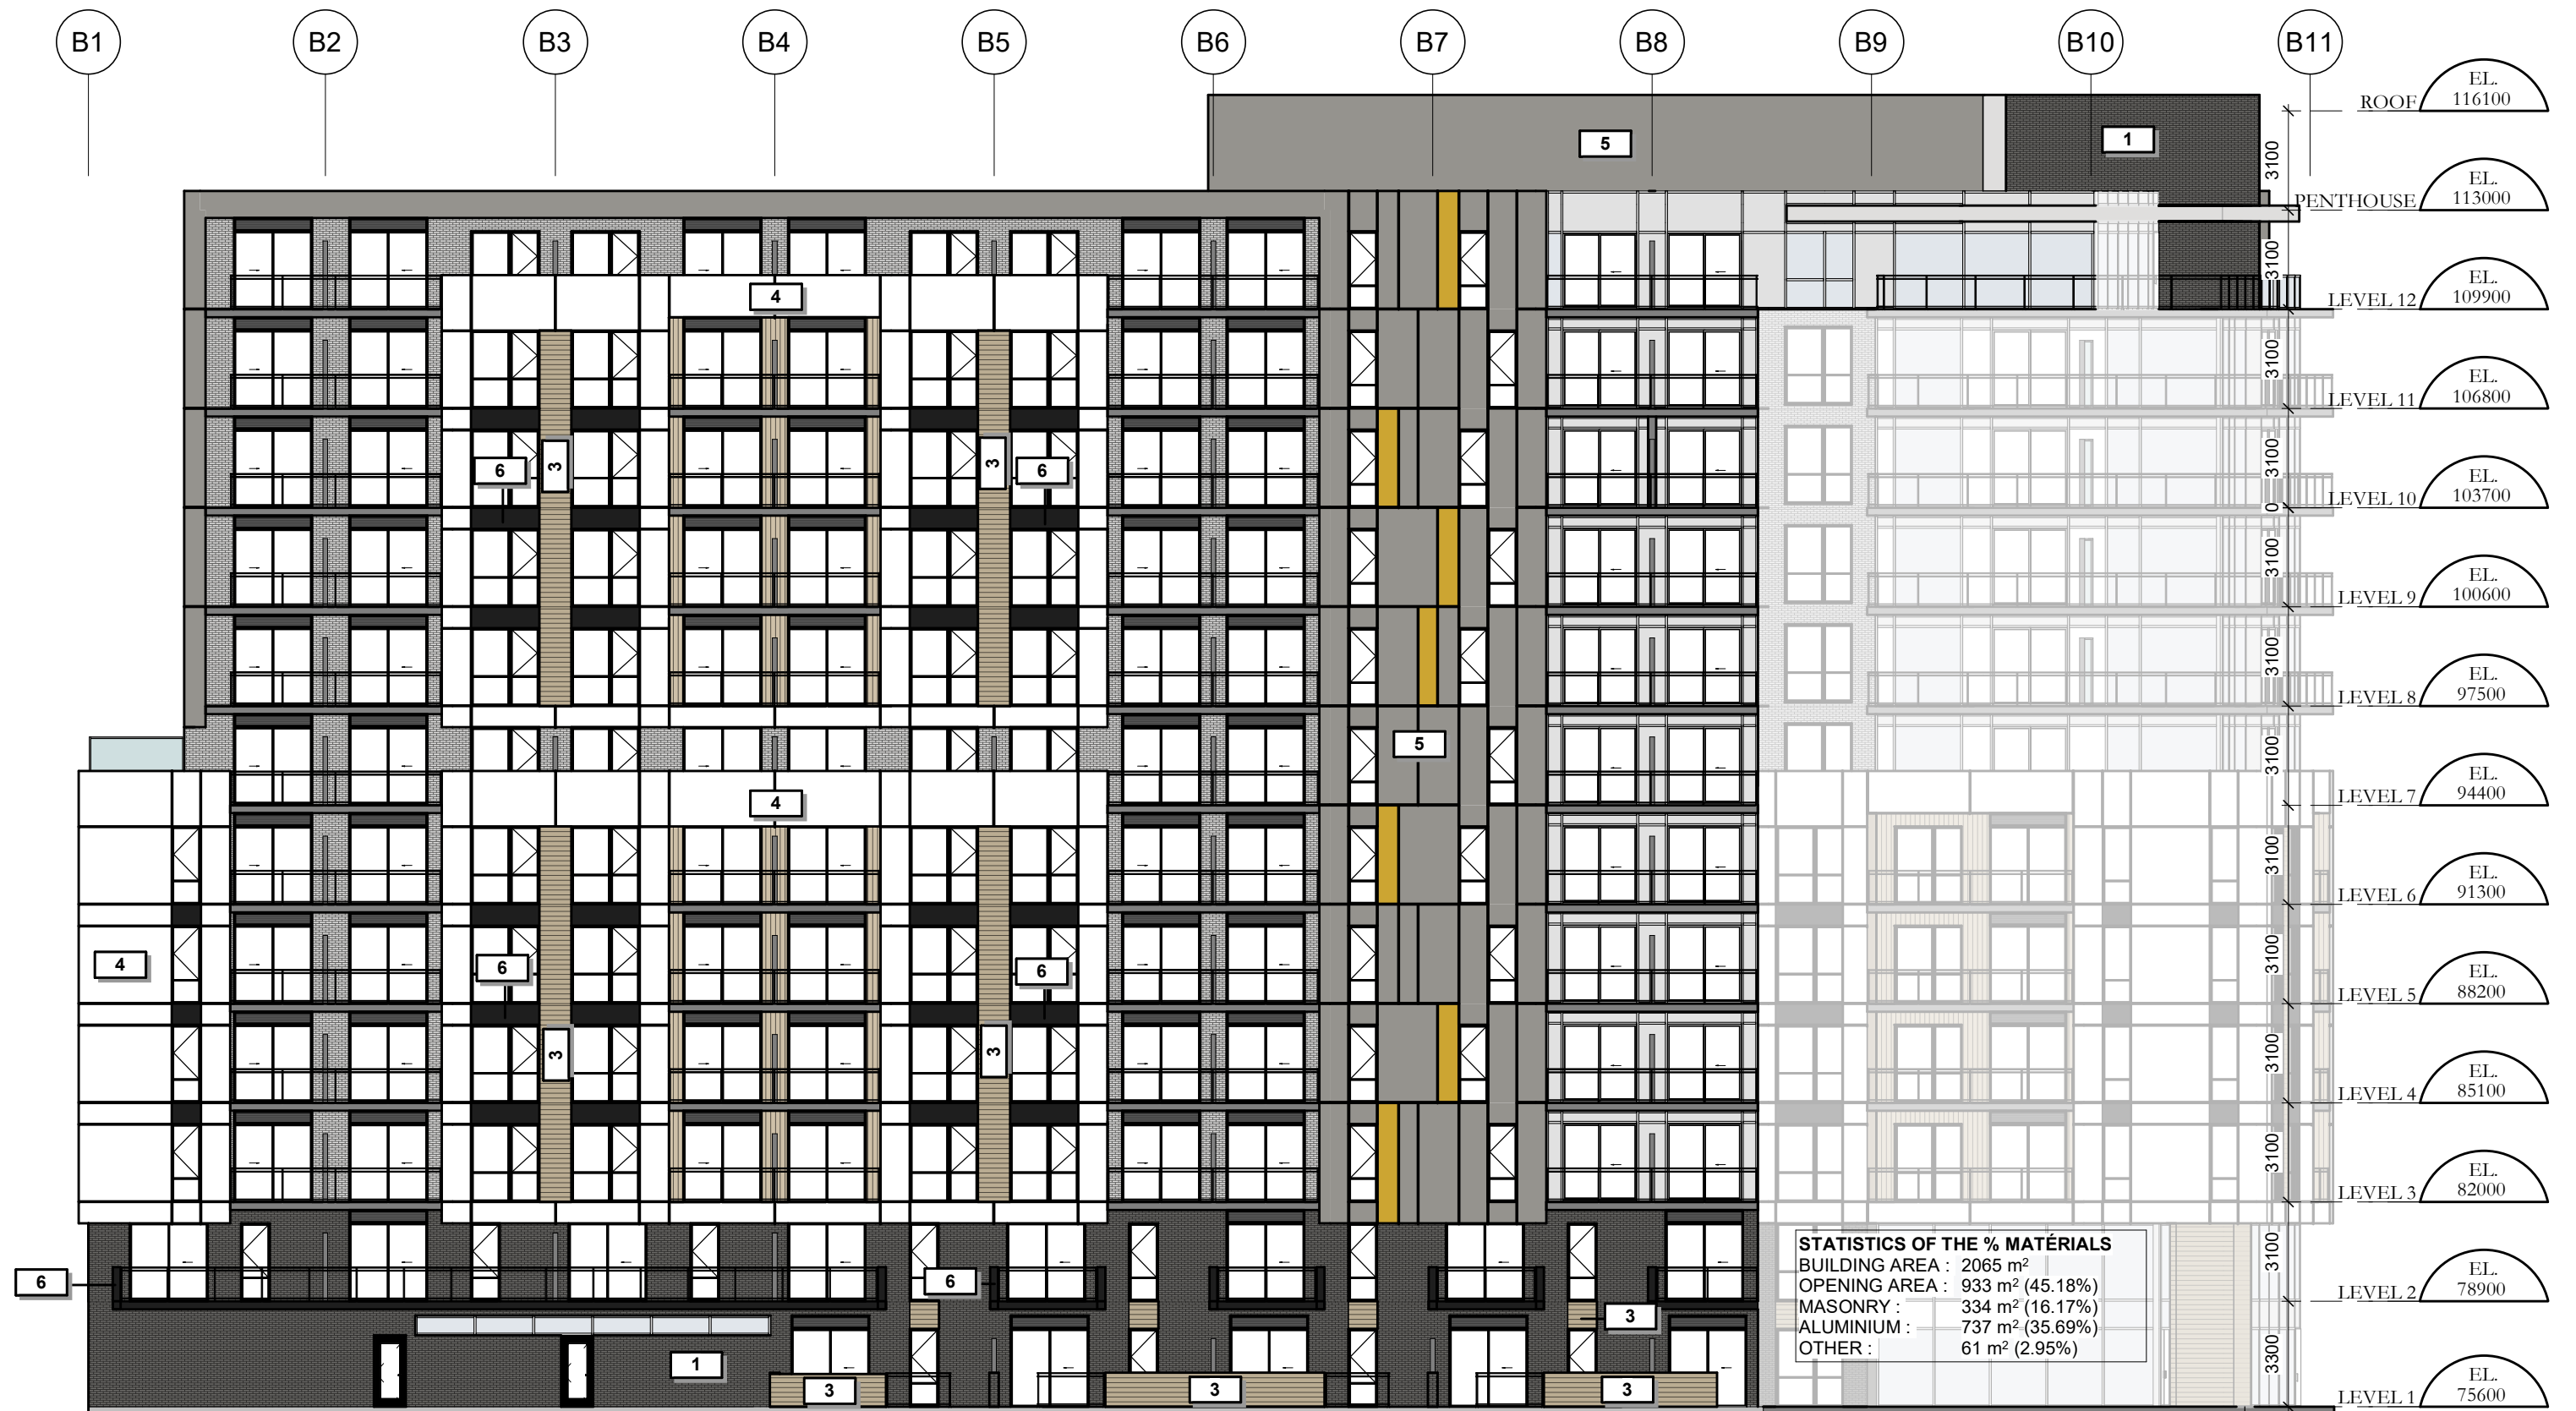 B1 B2 B3 B4 B5 B6 B7 B8 B9 B10 B11
ROOF EL. 116100
5
1
3100
PENTHOUSE EL. 113000
3100
4
LEVEL 12 EL. 109900
3100
LEVEL 11 EL. 106800
6 3 3 6
3100
LEVEL 10 EL. 103700
0
3100
LEVEL 9 EL. 100600
3100
LEVEL 8 EL. 97500
5
3100
4
LEVEL 7 EL. 94400
3100
LEVEL 6 EL. 91300
4 6 6
3100
LEVEL 5 EL. 88200
3 3
3100
LEVEL 4 EL. 85100
3100
LEVEL 3 EL. 82000
3100
STATISTICS OF THE % MATÉRIALS
BUILDING AREA : 2065 m²
OPENING AREA : 933 m² (45.18%)
MASONRY : 334 m² (16.17%)
ALUMINIUM : 737 m² (35.69%)
OTHER : 61 m² (2.95%)
6 6
LEVEL 2 EL. 78900
3
1
3300
3 3 3
LEVEL 1 EL. 75600